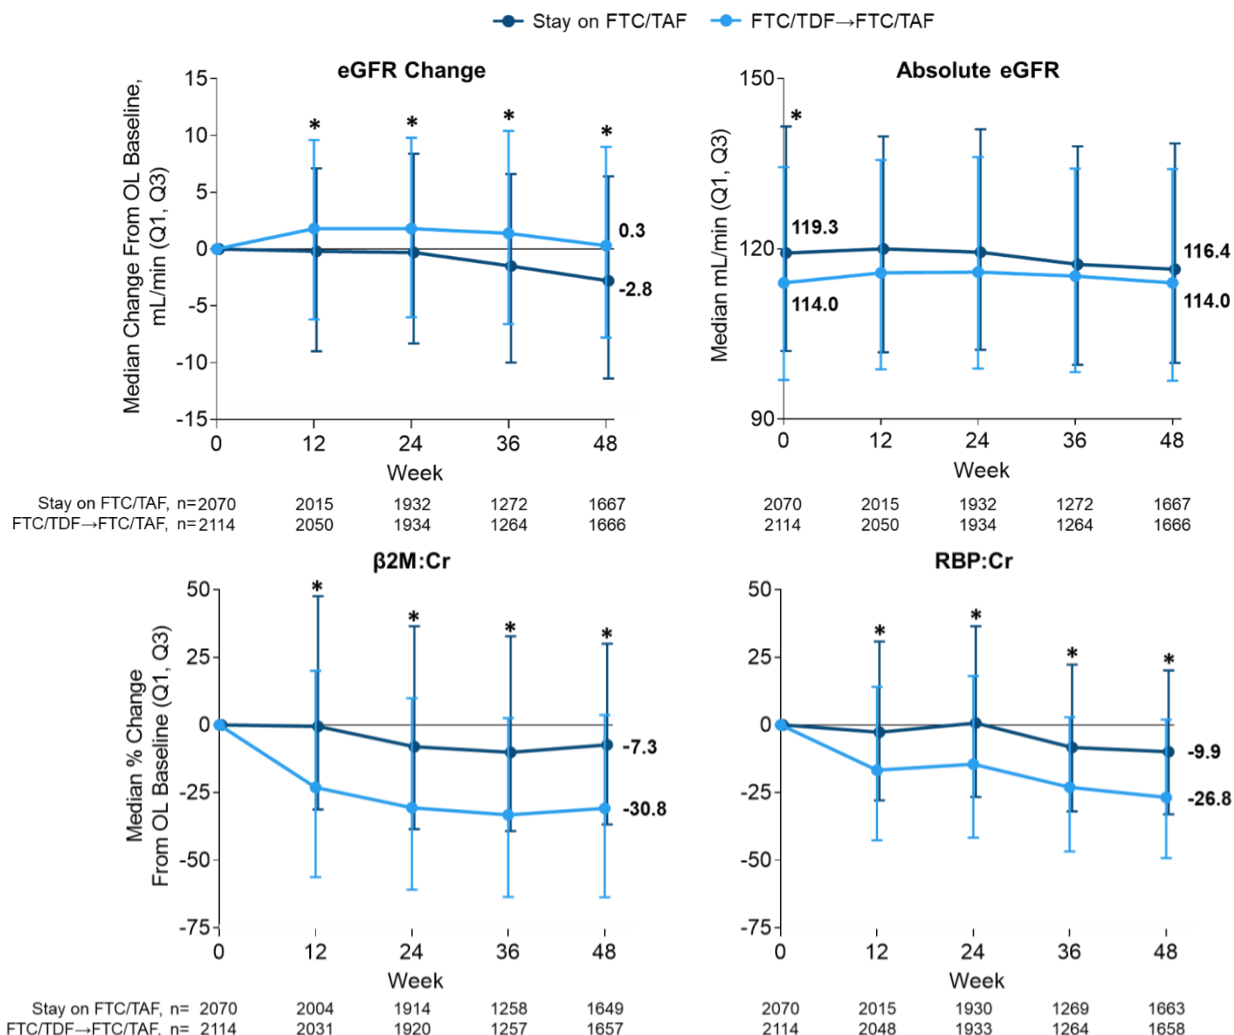 Stay on FTC/TAF FTC/TDF→FTC/TAF
eGFR Change
Median Change From OL Baseline,
mL/min (Q1, Q3)
15
10
5
0
-5
-10
-15
* * * *
0.3
-2.8
0 12 24 36 48
Week
Stay on FTC/TAF, n= 2070 2015 1932 1272 1667
FTC/TDF→FTC/TAF, n= 2114 2050 1934 1264 1666
Absolute eGFR
Median mL/min (Q1, Q3)
150
120
90
*
119.3
114.0
116.4
114.0
0 12 24 36 48
Week
2070 2015 1932 1272 1667
2114 2050 1934 1264 1666
β2M:Cr
Median % Change
From OL Baseline (Q1, Q3)
50
25
0
-25
-50
-75
* * * *
-7.3
-30.8
0 12 24 36 48
Week
Stay on FTC/TAF, n= 2070 2004 1914 1258 1649
FTC/TDF→FTC/TAF, n= 2114 2031 1920 1257 1657
RBP:Cr
50
25
0
-25
-50
-75
* * * *
-9.9
-26.8
0 12 24 36 48
Week
2070 2015 1930 1269 1663
2114 2048 1933 1264 1658